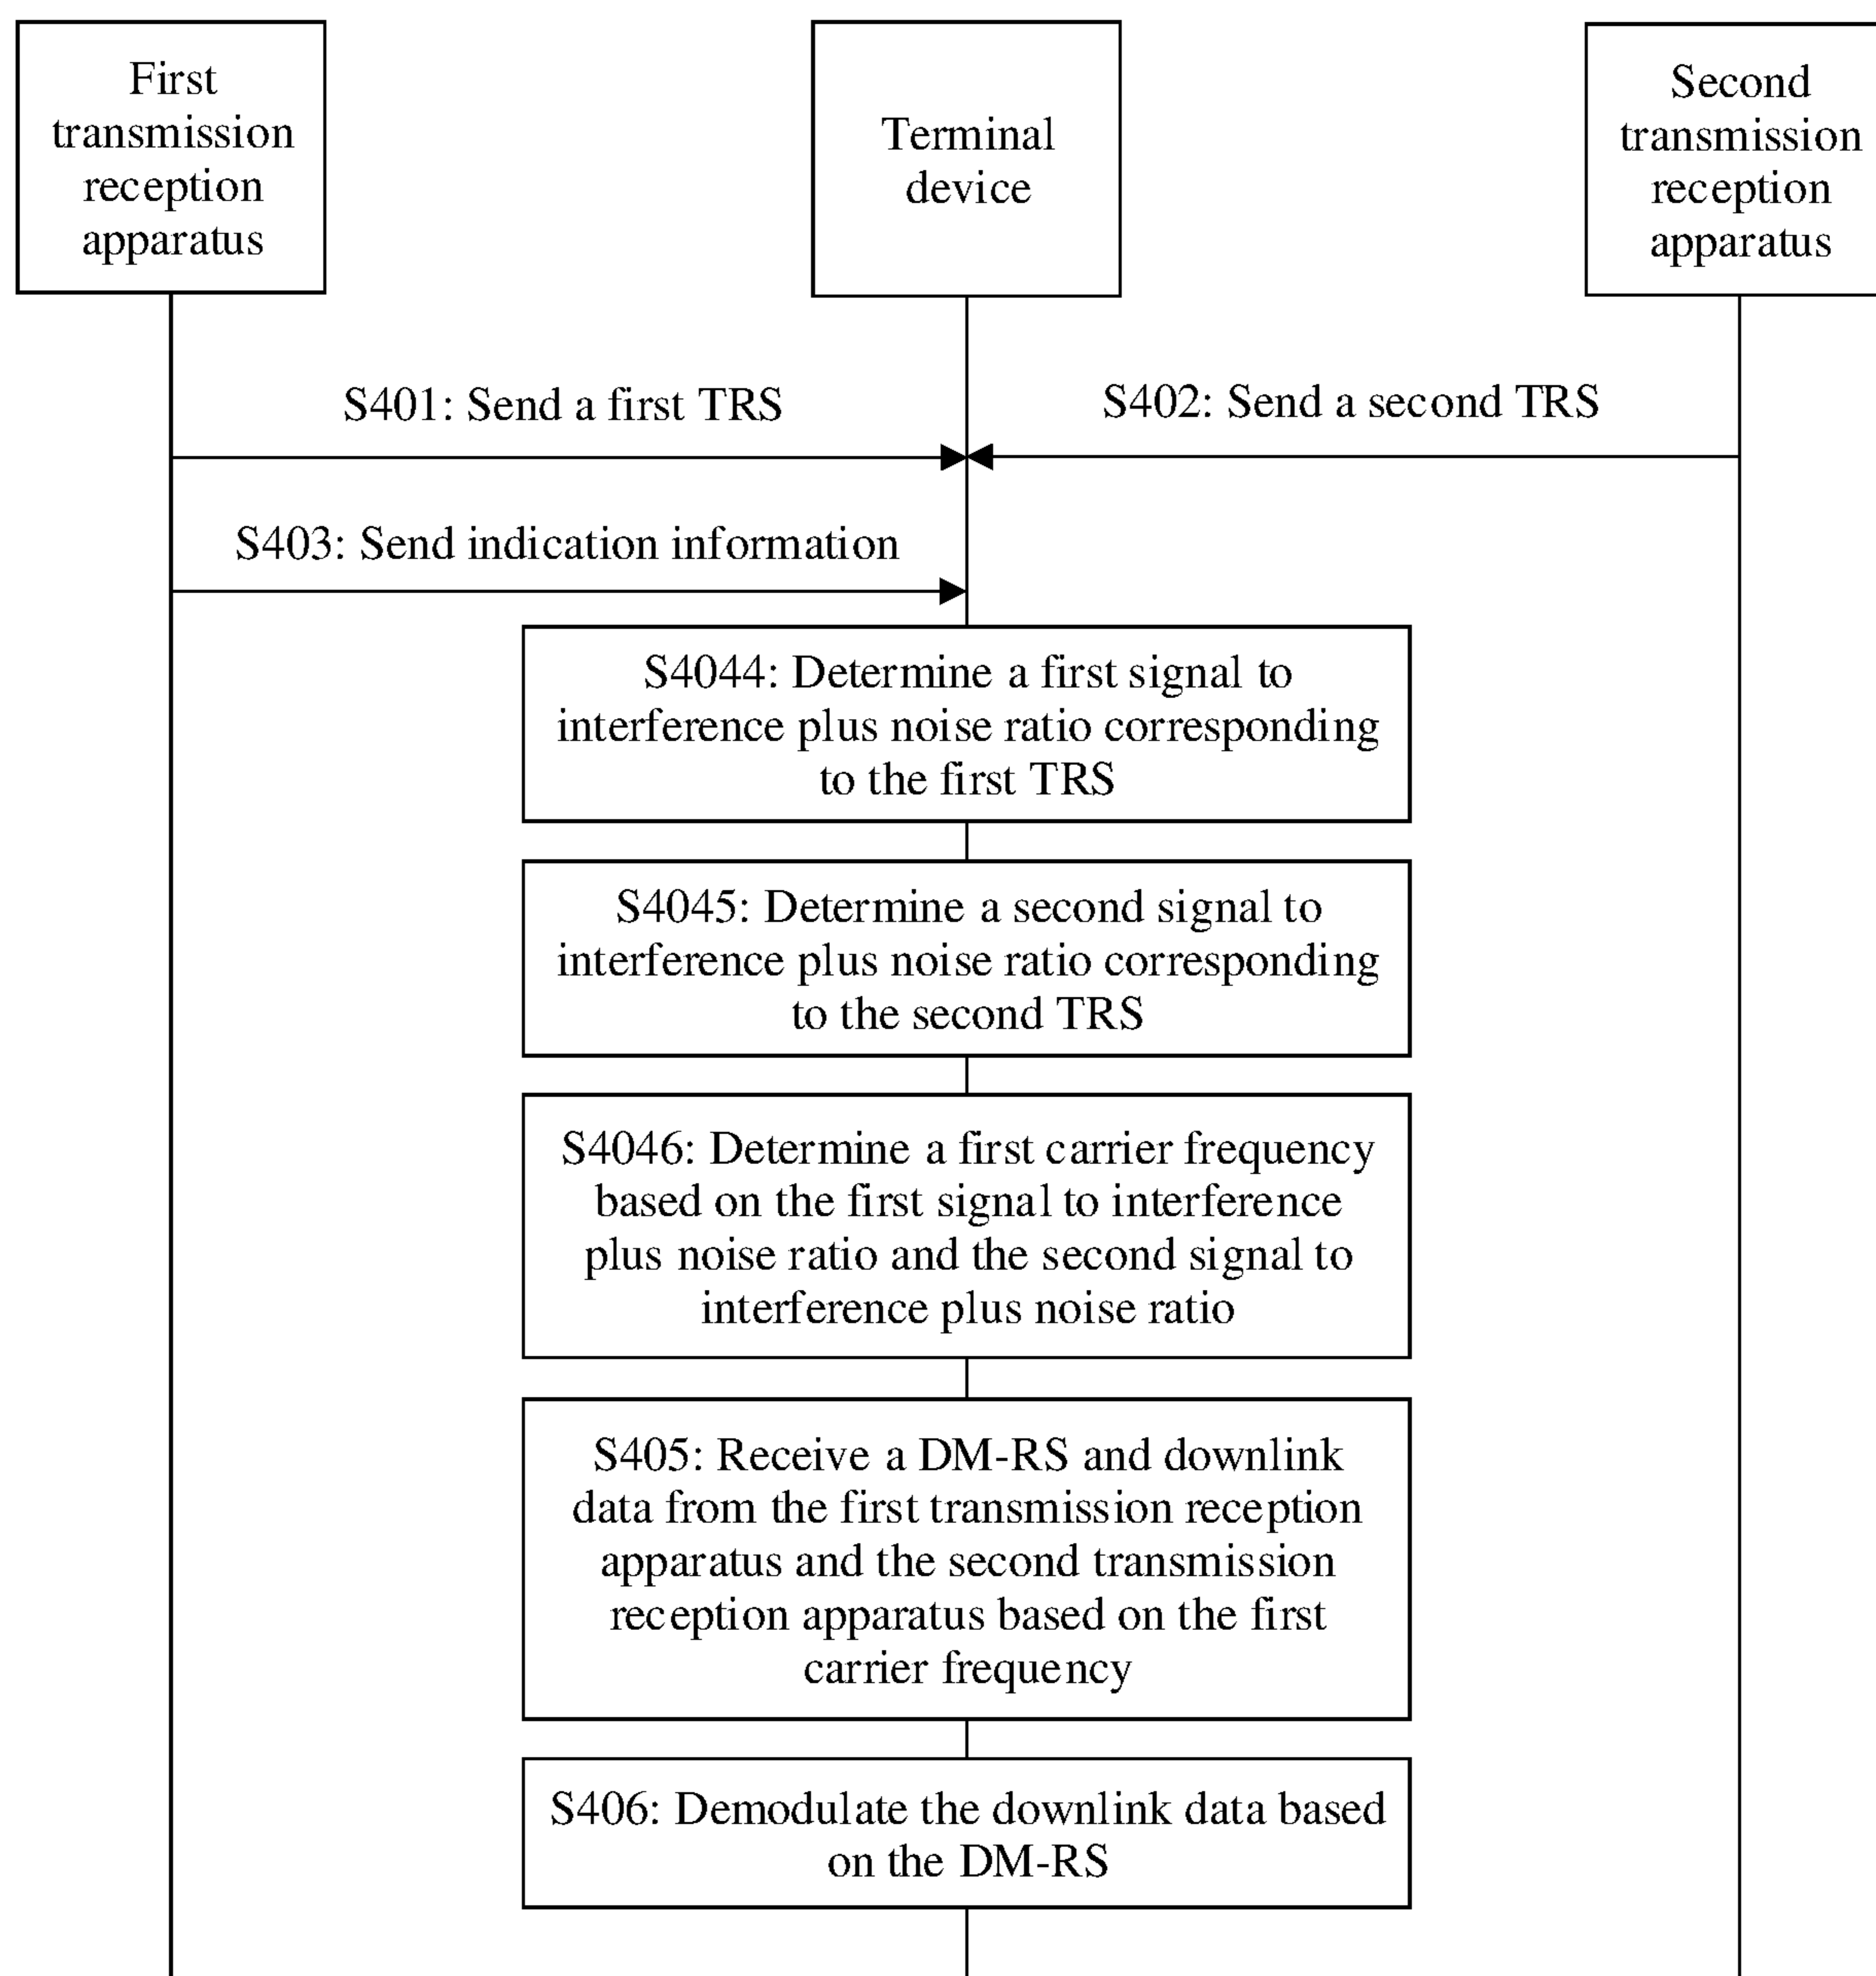 First
transmission
reception
apparatus
Terminal
device
Second
transmission
reception
apparatus
S401: Send a first TRS
S402: Send a second TRS
S403: Send indication information
S4044: Determine a first signal to
interference plus noise ratio corresponding
to the first TRS
S4045: Determine a second signal to
interference plus noise ratio corresponding
to the second TRS
S4046: Determine a first carrier frequency
based on the first signal to interference
plus noise ratio and the second signal to
interference plus noise ratio
S405: Receive a DM-RS and downlink
data from the first transmission reception
apparatus and the second transmission
reception apparatus based on the first
carrier frequency
S406: Demodulate the downlink data based
on the DM-RS